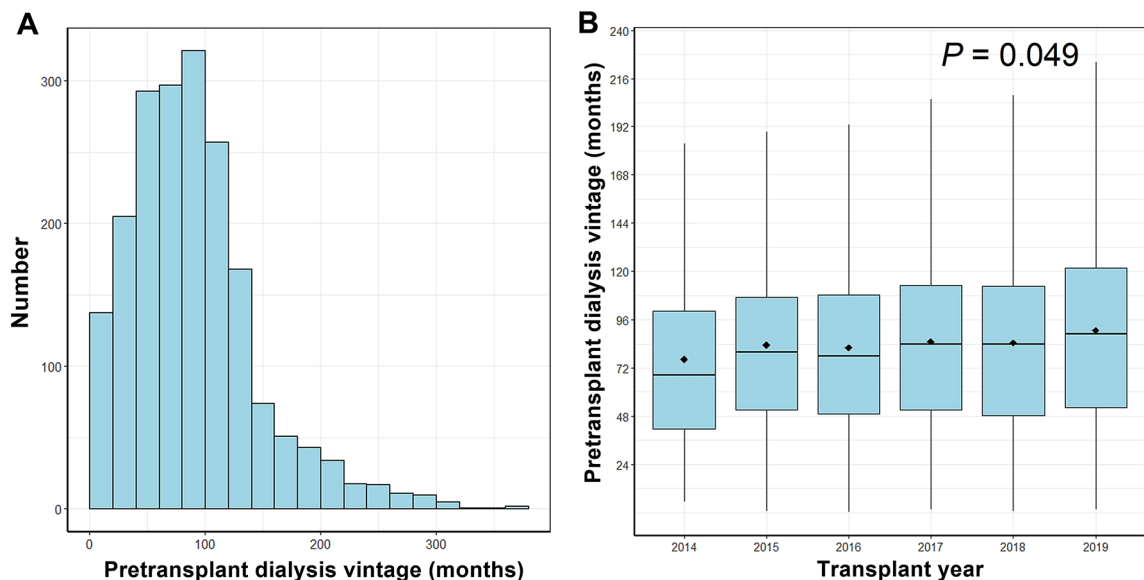 A
Number
300
200
100
0
0 100 200 300
Pretransplant dialysis vintage (months)
B
P = 0.049
Pretransplant dialysis vintage (months)
240
216
192
168
144
120
96
72
48
24
2014 2015 2016 2017 2018 2019
Transplant year